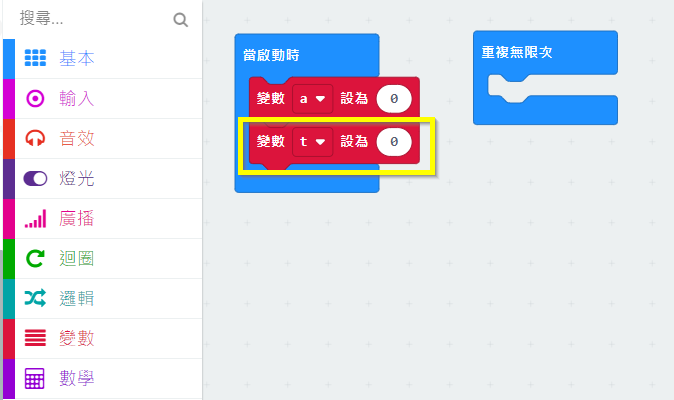 搜尋...
基本
輸入
音效
燈光
廣播
迴圈
邏輯
變數
數學
當啟動時
變數 a 設為 0
變數 t 設為 0
重複無限次